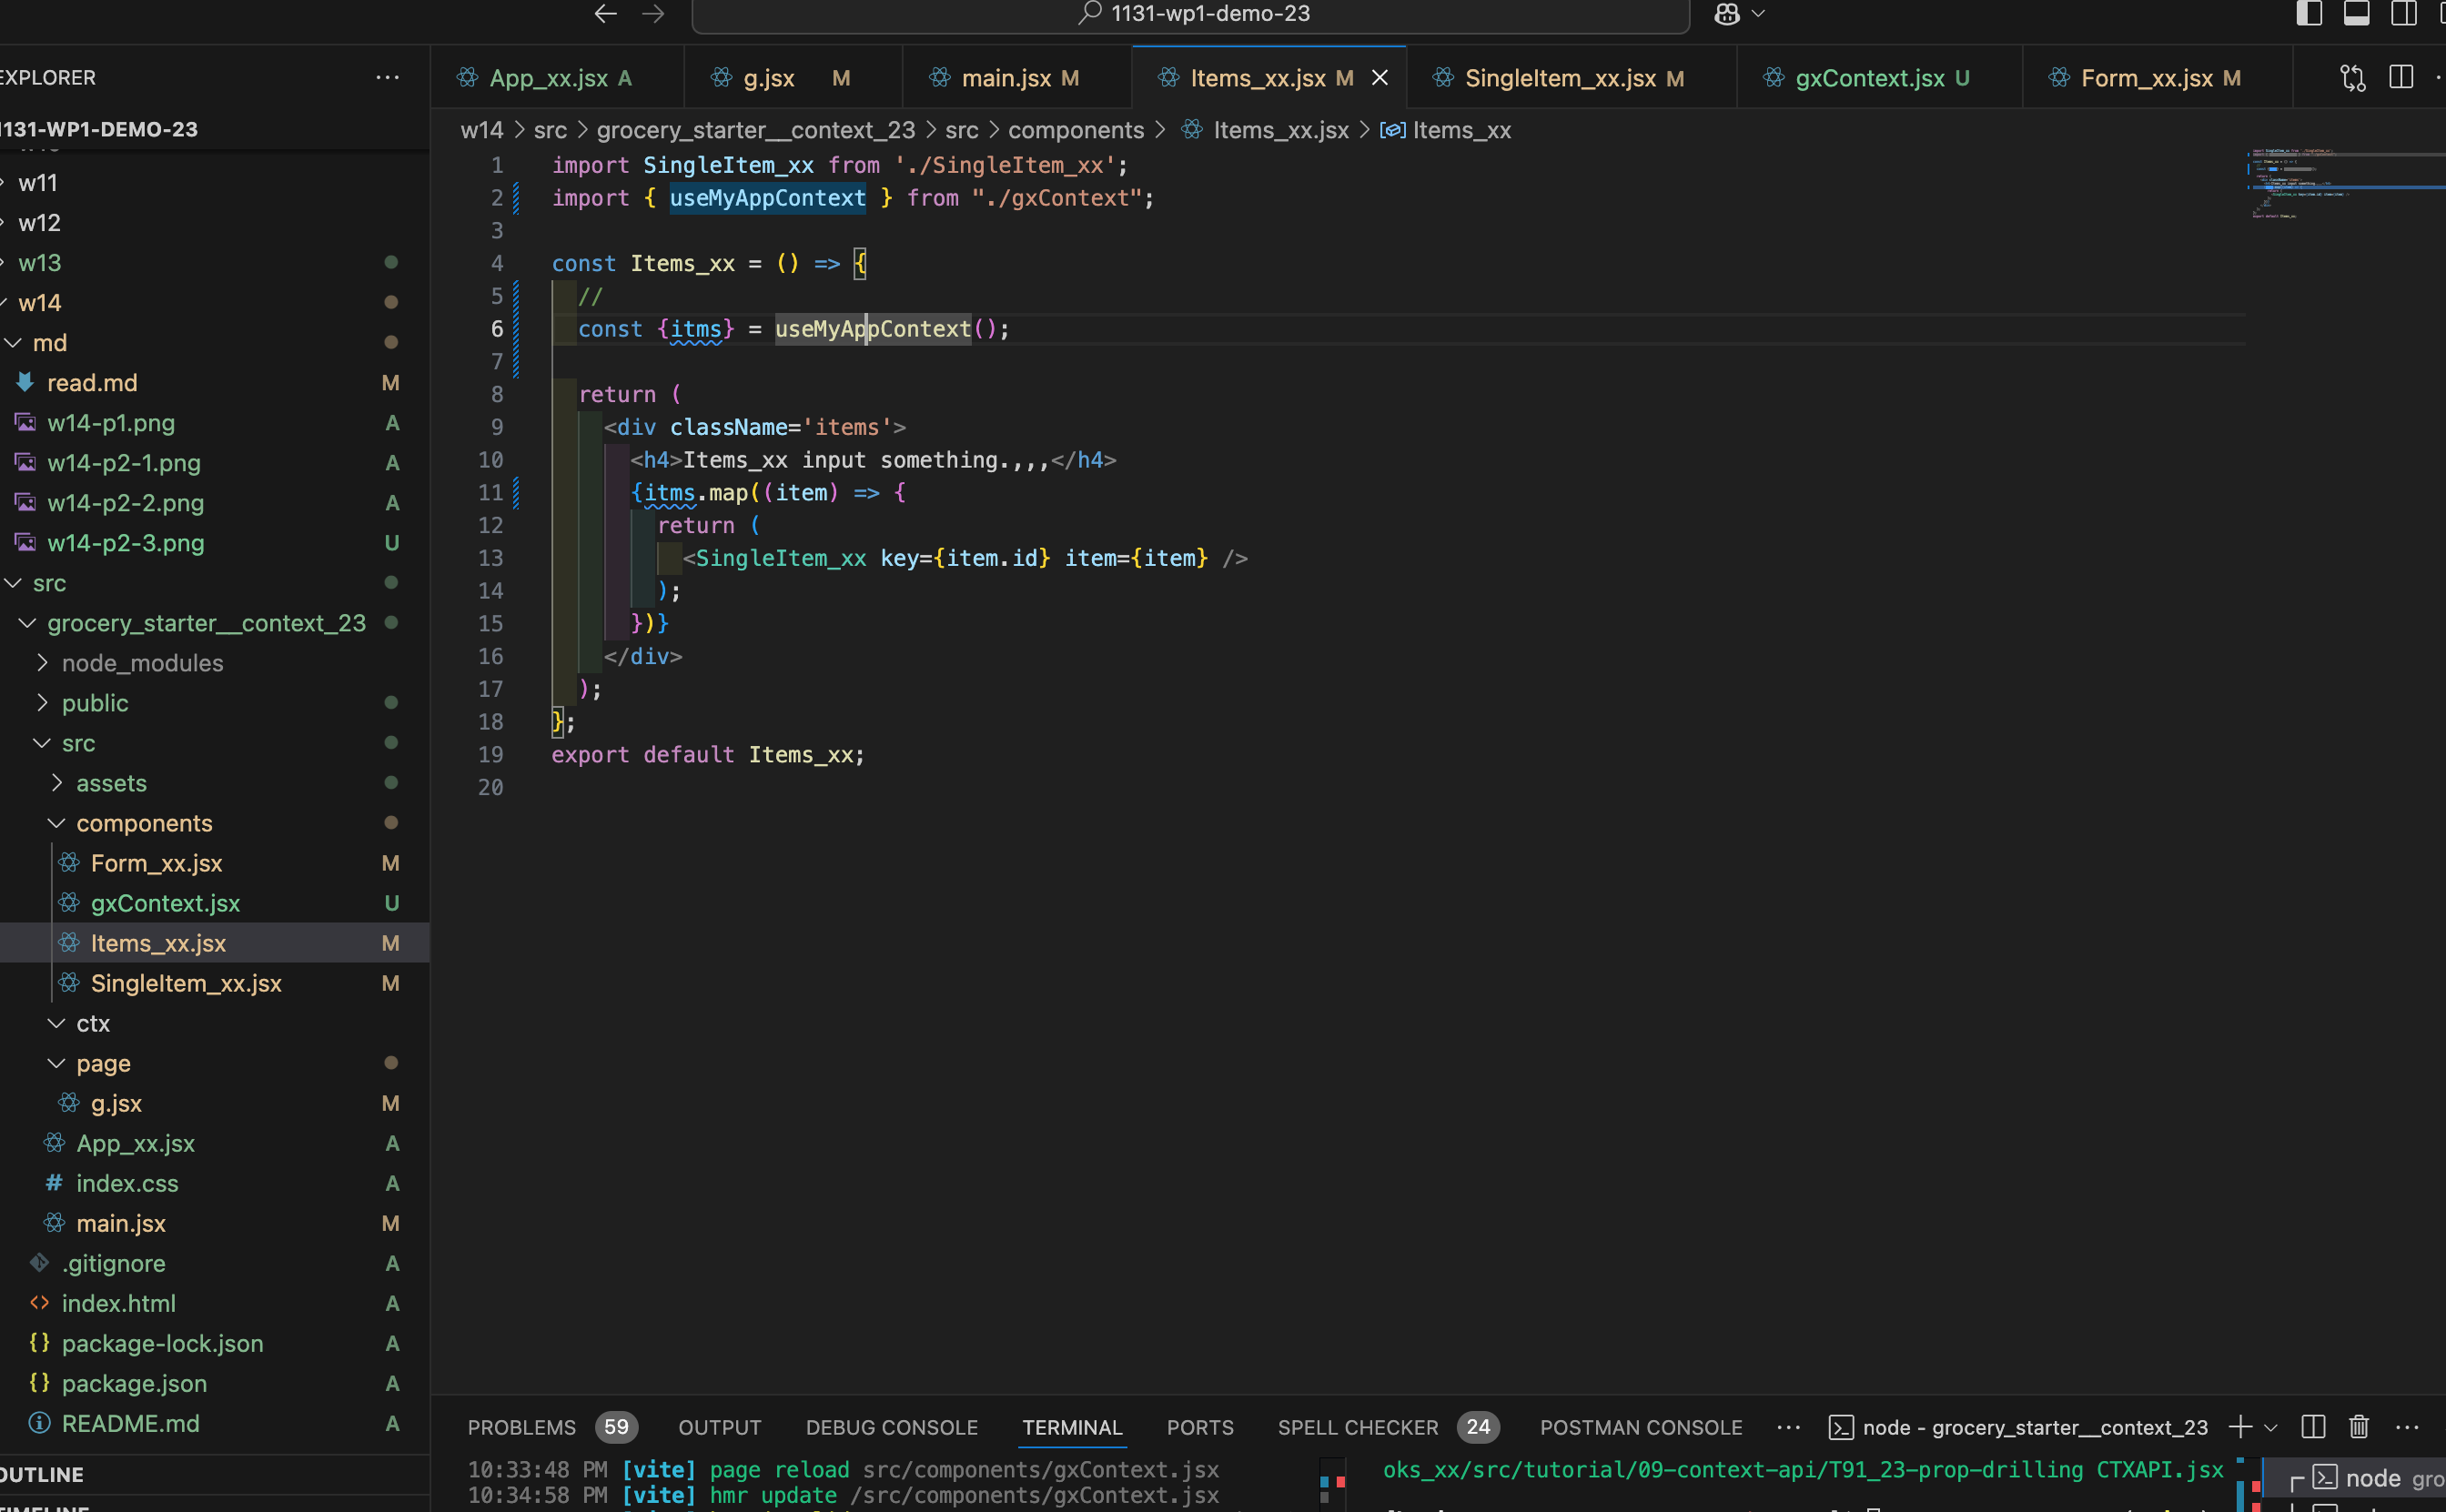 1131-wp1-demo-23
EXPLORER
App_xx.jsx A
g.jsx M
main.jsx M
Items_xx.jsx M
SingleItem_xx.jsx M
gxContext.jsx U
Form_xx.jsx M
1131-WP1-DEMO-23
w11
w12
w13
w14
md
read.md M
w14-p1.png A
w14-p2-1.png A
w14-p2-2.png A
w14-p2-3.png U
src
grocery_starter__context_23
node_modules
public
src
assets
components
Form_xx.jsx M
gxContext.jsx U
Items_xx.jsx M
SingleItem_xx.jsx M
ctx
page
g.jsx M
App_xx.jsx A
index.css A
main.jsx M
.gitignore A
index.html A
package-lock.json A
package.json A
README.md A
OUTLINE
TIMELINE
w14 > src > grocery_starter__context_23 > src > components > Items_xx.jsx > Items_xx
1 import SingleItem_xx from './SingleItem_xx';
2 import { useMyAppContext } from "./gxContext";
3
4 const Items_xx = () => {
5 //
6 const {itms} = useMyAppContext();
7
8 return (
9 <div className='items'>
10 <h4>Items_xx input something.,,,</h4>
11 {itms.map((item) => {
12 return (
13 <SingleItem_xx key={item.id} item={item} />
14 );
15 })}
16 </div>
17 );
18 };
19 export default Items_xx;
20
PROBLEMS 59 OUTPUT DEBUG CONSOLE TERMINAL PORTS SPELL CHECKER 24 POSTMAN CONSOLE ··· node - grocery_starter__context_23
10:33:48 PM [vite] page reload src/components/gxContext.jsx
10:34:58 PM [vite] hmr update /src/components/gxContext.jsx
oks_xx/src/tutorial/09-context-api/T91_23-prop-drilling CTXAPI.jsx
node gro